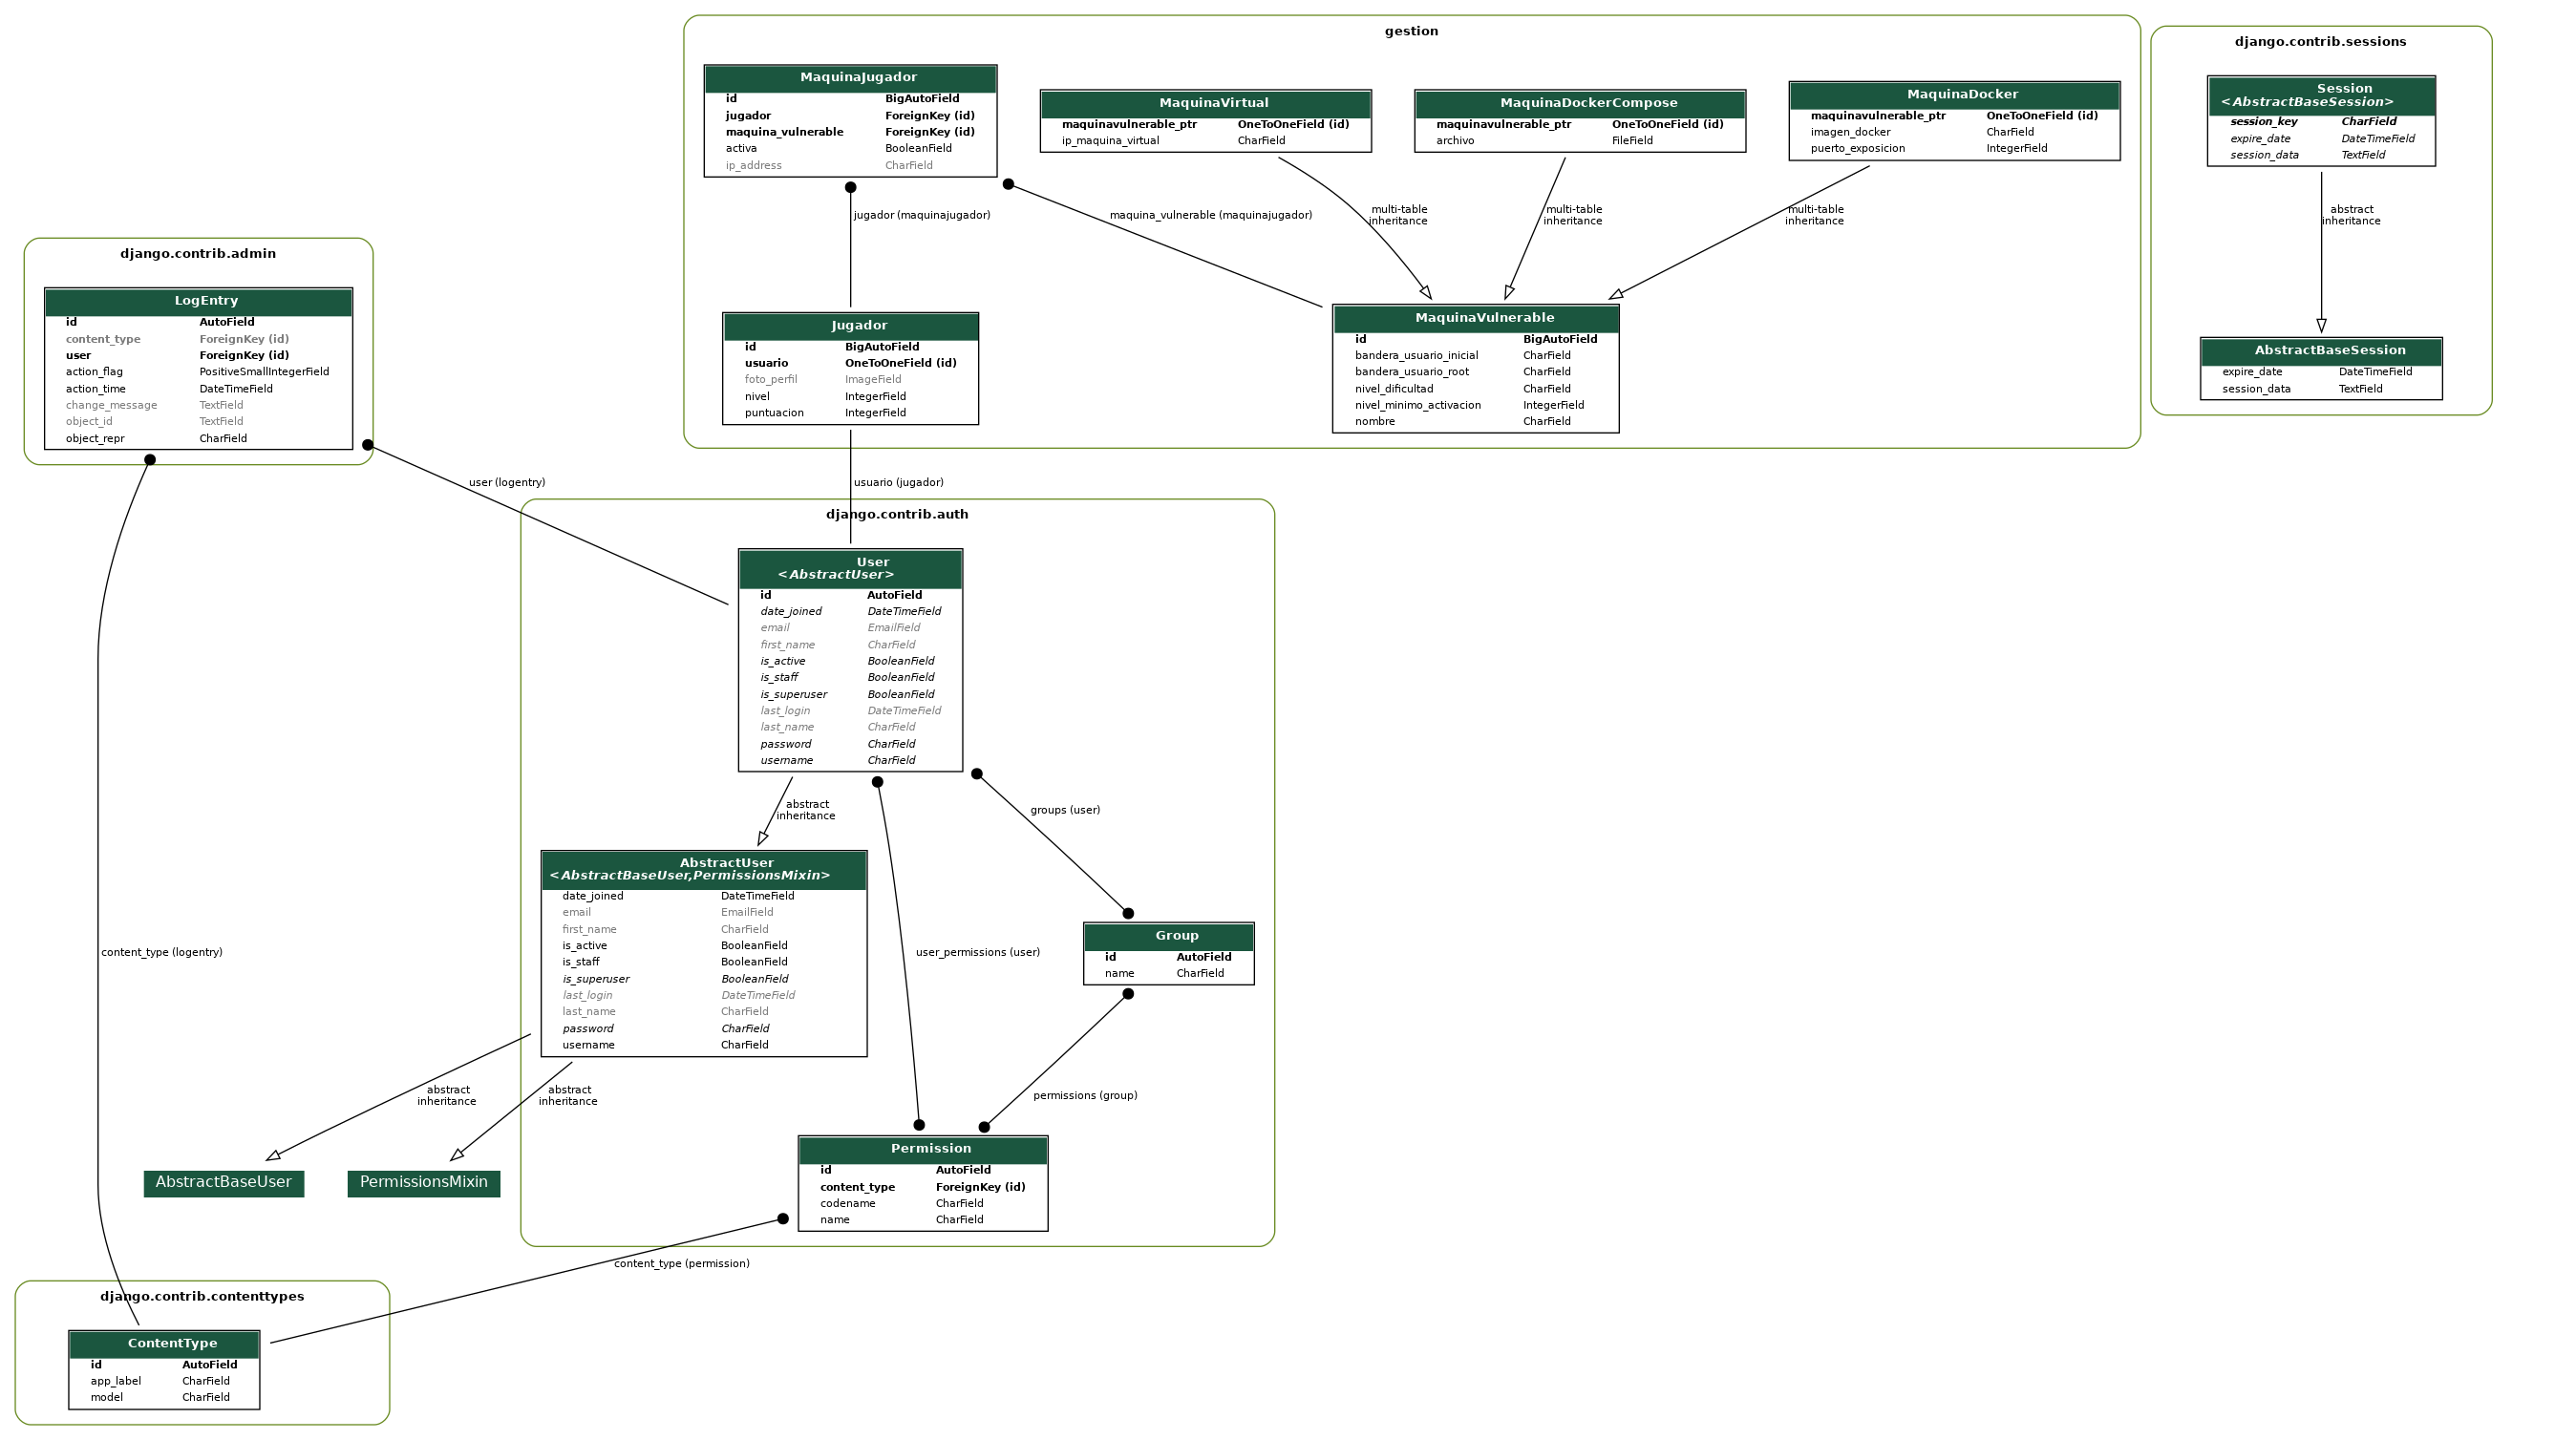 gestion
MaquinaJugador
id BigAutoField
jugador ForeignKey (id)
maquina_vulnerable ForeignKey (id)
activa BooleanField
ip_address CharField
MaquinaVirtual
maquinavulnerable_ptr OneToOneField (id)
ip_maquina_virtual CharField
MaquinaDockerCompose
maquinavulnerable_ptr OneToOneField (id)
archivo FileField
MaquinaDocker
maquinavulnerable_ptr OneToOneField (id)
imagen_docker CharField
puerto_exposicion IntegerField
jugador (maquinajugador)
maquina_vulnerable (maquinajugador)
multi-table
inheritance
multi-table
inheritance
multi-table
inheritance
Jugador
id BigAutoField
usuario OneToOneField (id)
foto_perfil ImageField
nivel IntegerField
puntuacion IntegerField
MaquinaVulnerable
id BigAutoField
bandera_usuario_inicial CharField
bandera_usuario_root CharField
nivel_dificultad CharField
nivel_minimo_activacion IntegerField
nombre CharField
django.contrib.sessions
Session
<AbstractBaseSession>
session_key CharField
expire_date DateTimeField
session_data TextField
abstract
inheritance
AbstractBaseSession
expire_date DateTimeField
session_data TextField
django.contrib.admin
LogEntry
id AutoField
content_type ForeignKey (id)
user ForeignKey (id)
action_flag PositiveSmallIntegerField
action_time DateTimeField
change_message TextField
object_id TextField
object_repr CharField
user (logentry)
usuario (jugador)
django.contrib.auth
User
<AbstractUser>
id AutoField
date_joined DateTimeField
email EmailField
first_name CharField
is_active BooleanField
is_staff BooleanField
is_superuser BooleanField
last_login DateTimeField
last_name CharField
password CharField
username CharField
abstract
inheritance
groups (user)
AbstractUser
<AbstractBaseUser,PermissionsMixin>
date_joined DateTimeField
email EmailField
first_name CharField
is_active BooleanField
is_staff BooleanField
is_superuser BooleanField
last_login DateTimeField
last_name CharField
password CharField
username CharField
user_permissions (user)
Group
id AutoField
name CharField
content_type (logentry)
abstract
inheritance
abstract
inheritance
permissions (group)
AbstractBaseUser
PermissionsMixin
Permission
id AutoField
content_type ForeignKey (id)
codename CharField
name CharField
content_type (permission)
django.contrib.contenttypes
ContentType
id AutoField
app_label CharField
model CharField